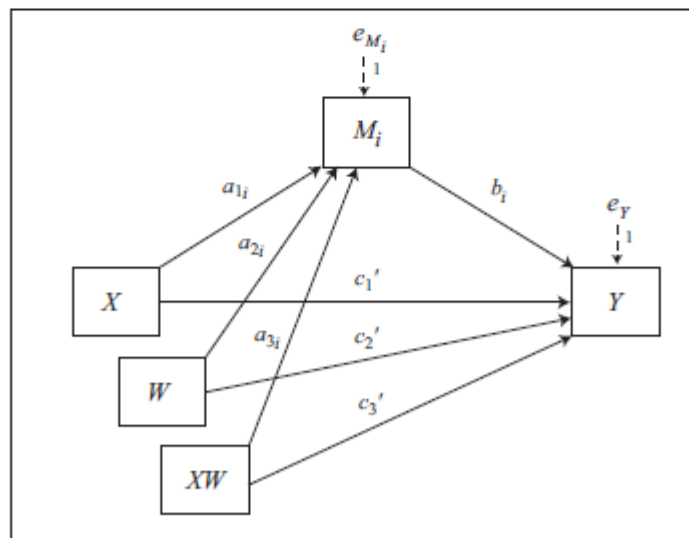 e_{M_i}
1
M_i
a_{1i}
b_i
e_Y
a_{2i}
1
X
c_1′
Y
a_{3i}
c_2′
W
c_3′
XW